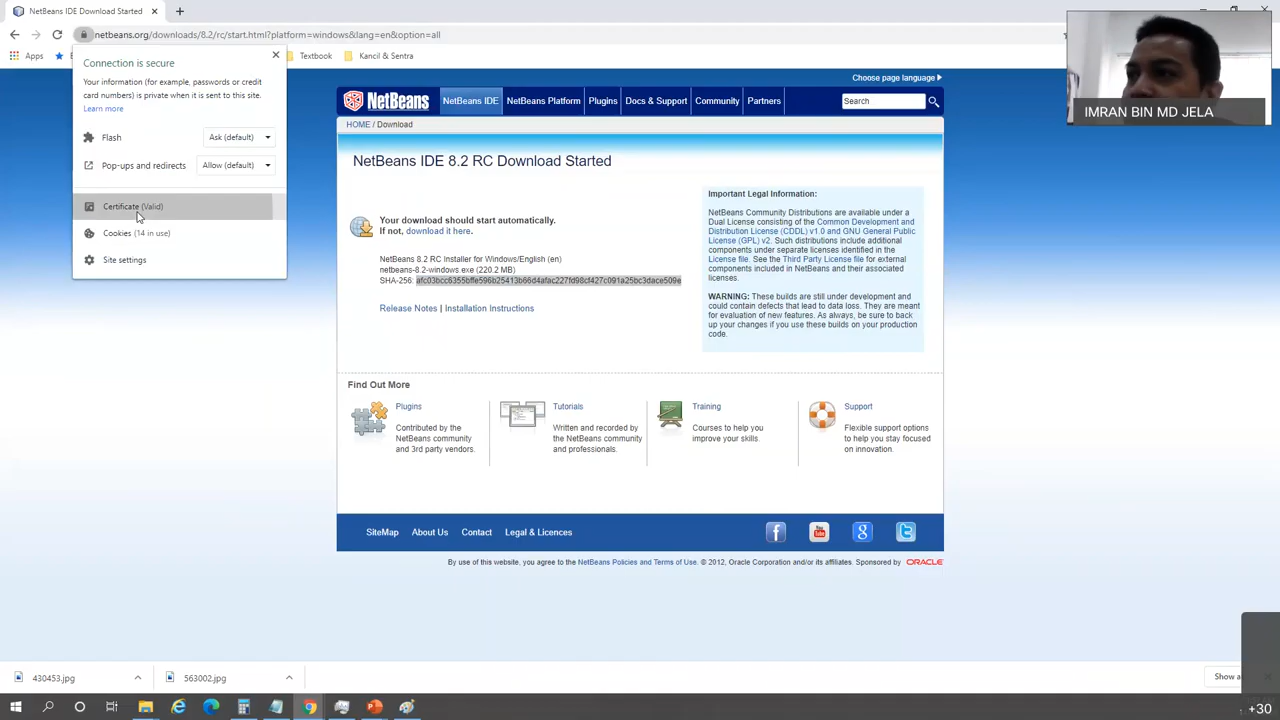 NetBeans IDE Download Started
netbeans.org/downloads/8.2/rc/start.html?platform=windows&lang=en&option=all
Apps
Textbook
Kancil & Sentra
Connection is secure
Your information (for example, passwords or credit
card numbers) is private when it is sent to this site.
Learn more
Flash
Ask (default)
Pop-ups and redirects
Allow (default)
Certificate (Valid)
Cookies (14 in use)
Site settings
IMRAN BIN MD JELA
Choose page language
NetBeans
NetBeans IDE
NetBeans Platform
Plugins
Docs & Support
Community
Partners
Search
HOME / Download
NetBeans IDE 8.2 RC Download Started
Your download should start automatically.
If not, download it here.
NetBeans 8.2 RC Installer for Windows/English (en)
netbeans-8.2-windows.exe (220.2 MB)
SHA-256: afc03bcc6355bffe596b25413b66d4afac227fd98cf427c091a25bc3dace509e
Release Notes | Installation Instructions
Important Legal Information:
NetBeans Community Distributions are available under a
Dual License consisting of the Common Development and
Distribution License (CDDL) v1.0 and GNU General Public
License (GPL) v2. Such distributions include additional
components under separate licenses identified in the
License file. See the Third Party License file for external
components included in NetBeans and their associated
licenses.
WARNING: These builds are still under development and
could contain defects that lead to data loss. They are meant
for evaluation of new features. As always, be sure to back
up your changes if you use these builds on your production
code.
Find Out More
Plugins
Contributed by the
NetBeans community
and 3rd party vendors.
Tutorials
Written and recorded by
the NetBeans community
and professionals.
Training
Courses to help you
improve your skills.
Support
Flexible support options
to help you stay focused
on innovation.
SiteMap
About Us
Contact
Legal & Licences
By use of this website, you agree to the NetBeans Policies and Terms of Use. © 2012, Oracle Corporation and/or its affiliates. Sponsored by ORACLE
430453.jpg
563002.jpg
Show a
+30